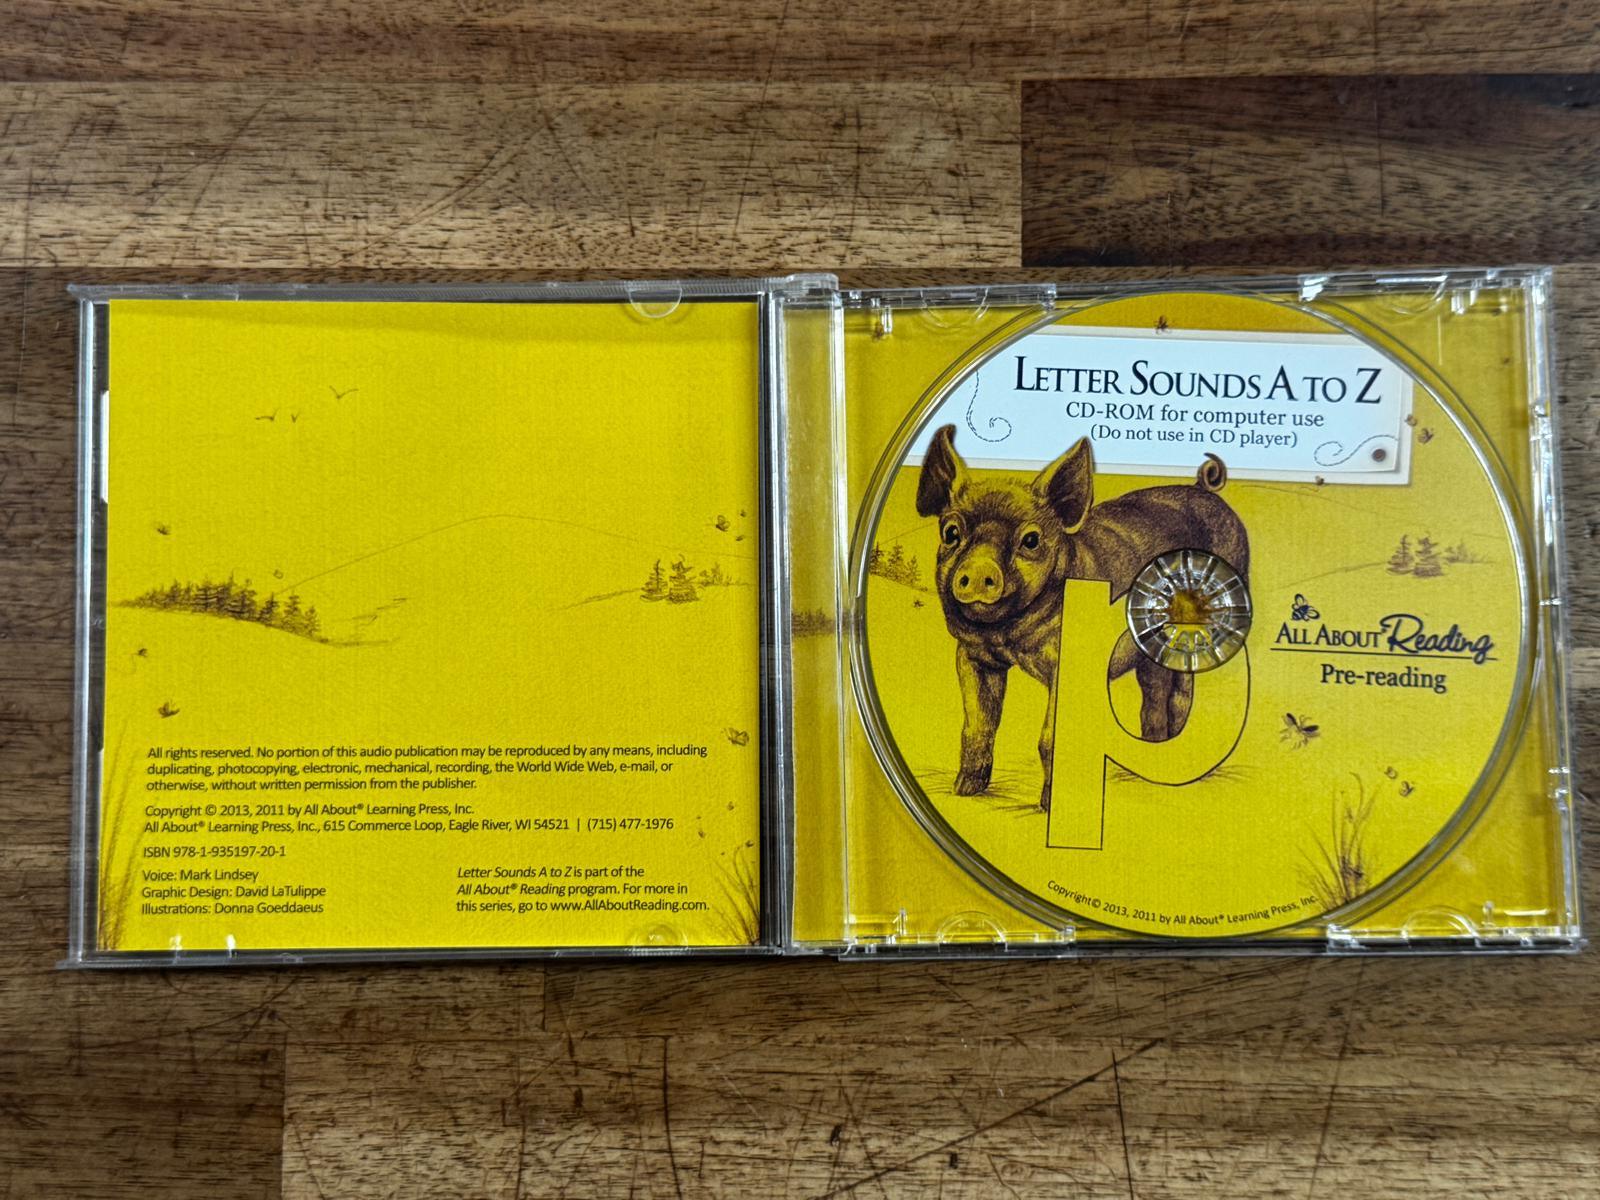 All rights reserved. No portion of this audio publication may be reproduced by any means, including
duplicating, photocopying, electronic, mechanical, recording, the World Wide Web, e-mail, or
otherwise, without written permission from the publisher.
Copyright © 2013, 2011 by All About® Learning Press, Inc.
All About® Learning Press, Inc., 615 Commerce Loop, Eagle River, WI 54521 | (715) 477-1976
ISBN 978-1-935197-20-1
Voice: Mark Lindsey
Graphic Design: David LaTulippe
Illustrations: Donna Goeddaeus
Letter Sounds A to Z is part of the
All About® Reading program. For more in
this series, go to www.AllAboutReading.com.
LETTER SOUNDS A TO Z
CD-ROM for computer use
(Do not use in CD player)
p
ALL ABOUT® Reading
Pre-reading
Copyright© 2013, 2011 by All About® Learning Press, Inc.